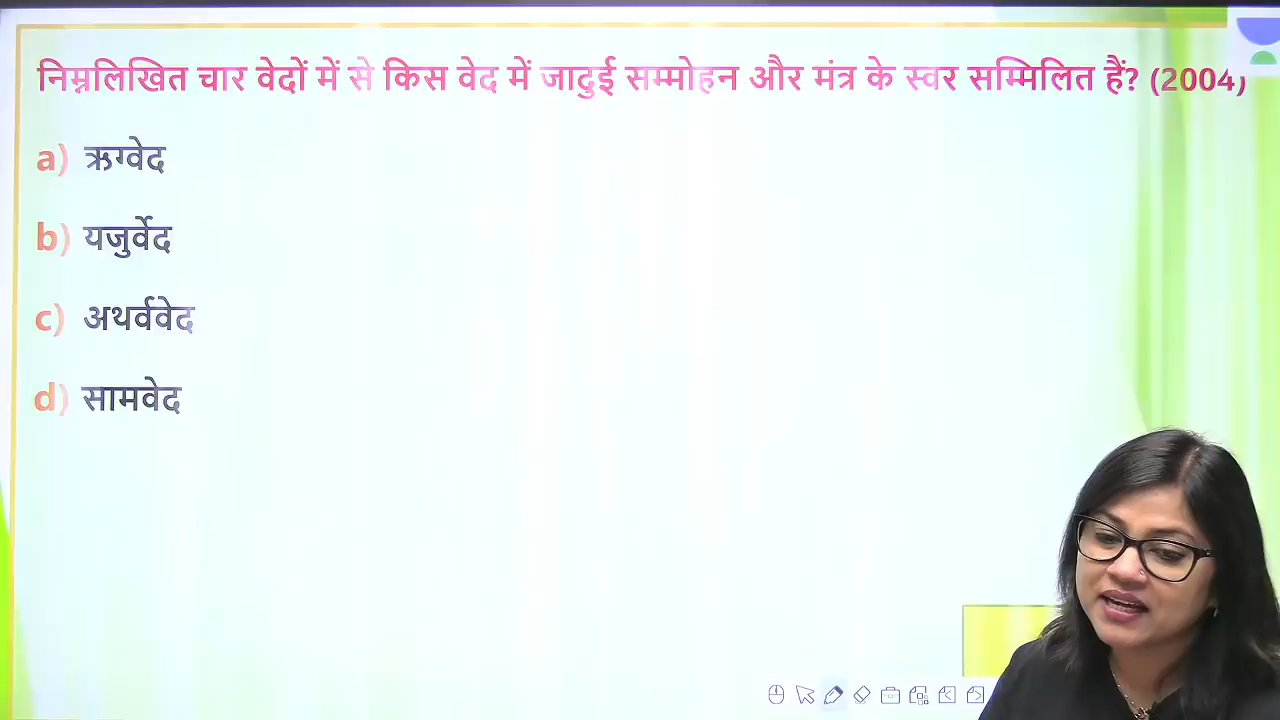 निम्नलिखित चार वेदों में से किस वेद में जादुई सम्मोहन और मंत्र के स्वर सम्मिलित हैं? (2004)
a) ऋग्वेद
b) यजुर्वेद
c) अथर्ववेद
d) सामवेद